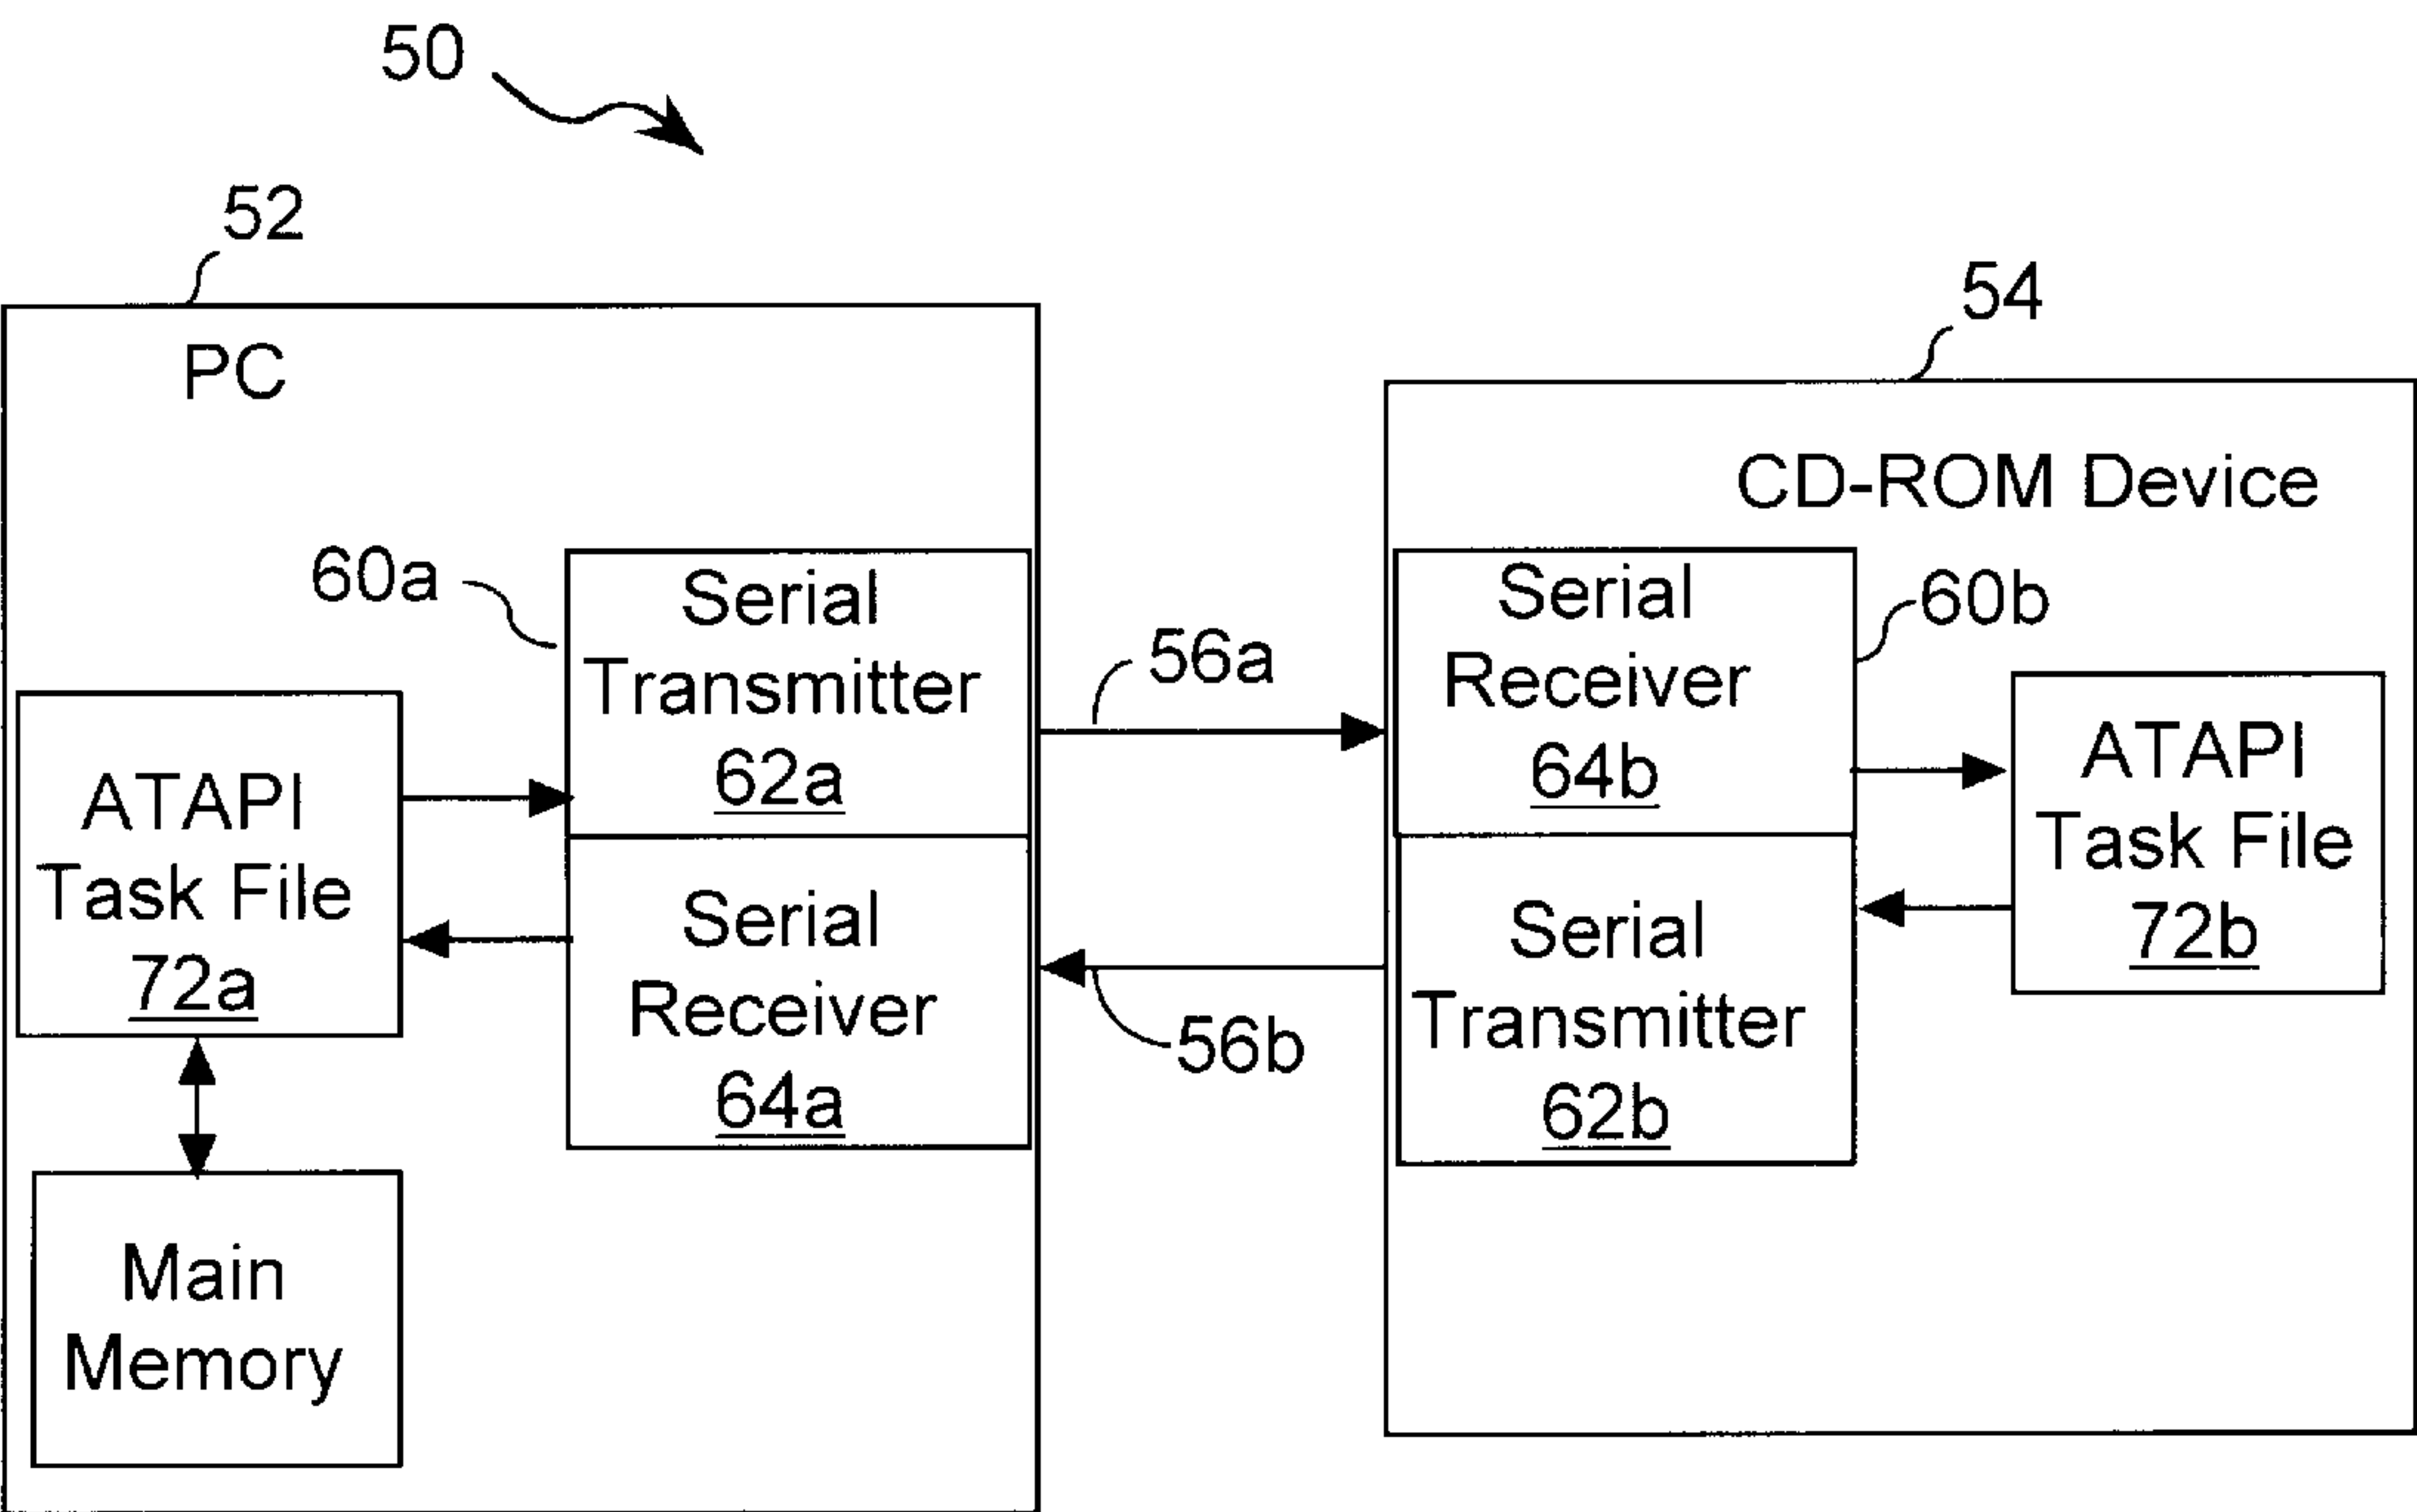 50
52
PC
54
CD-ROM Device
60a
Serial
Transmitter
62a
56a
Serial
Receiver
64b
60b
ATAPI
Task File
72a
Serial
Receiver
64a
56b
Serial
Transmitter
62b
ATAPI
Task File
72b
Main
Memory